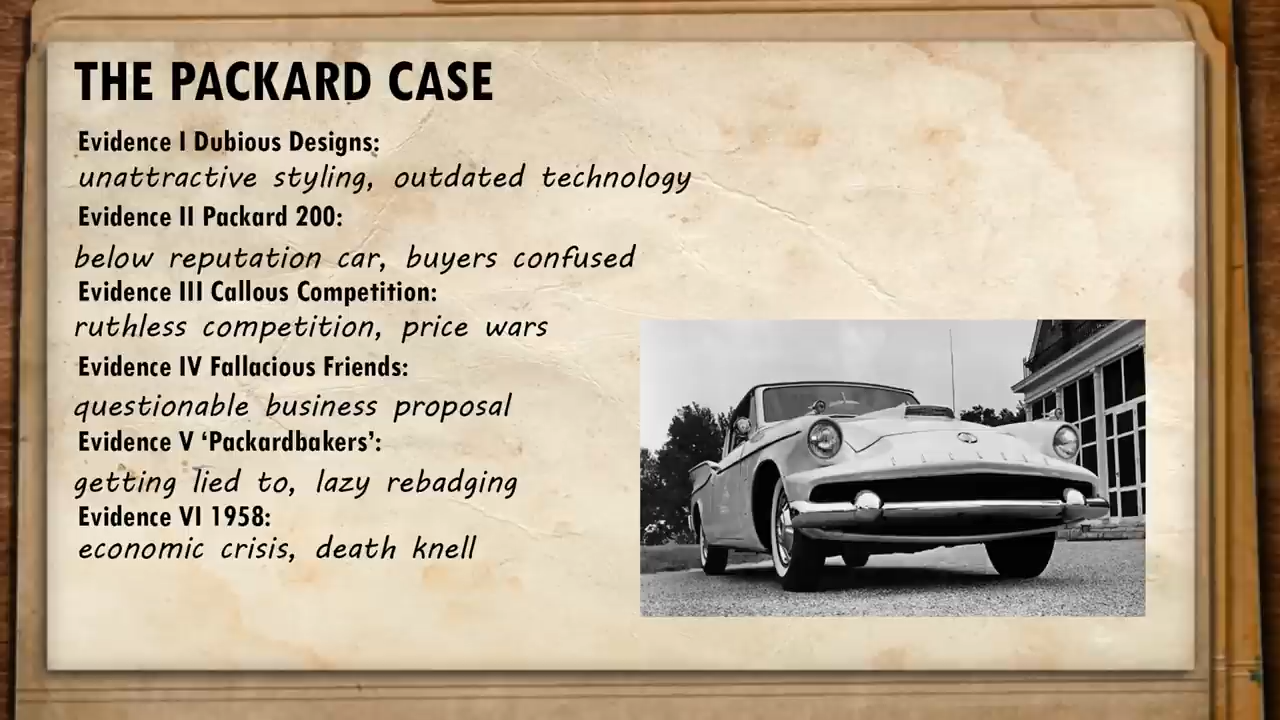 THE PACKARD CASE
Evidence I Dubious Designs:
unattractive styling, outdated technology
Evidence II Packard 200:
below reputation car, buyers confused
Evidence III Callous Competition:
ruthless competition, price wars
Evidence IV Fallacious Friends:
questionable business proposal
Evidence V ‘Packardbakers’:
getting lied to, lazy rebadging
Evidence VI 1958:
economic crisis, death knell